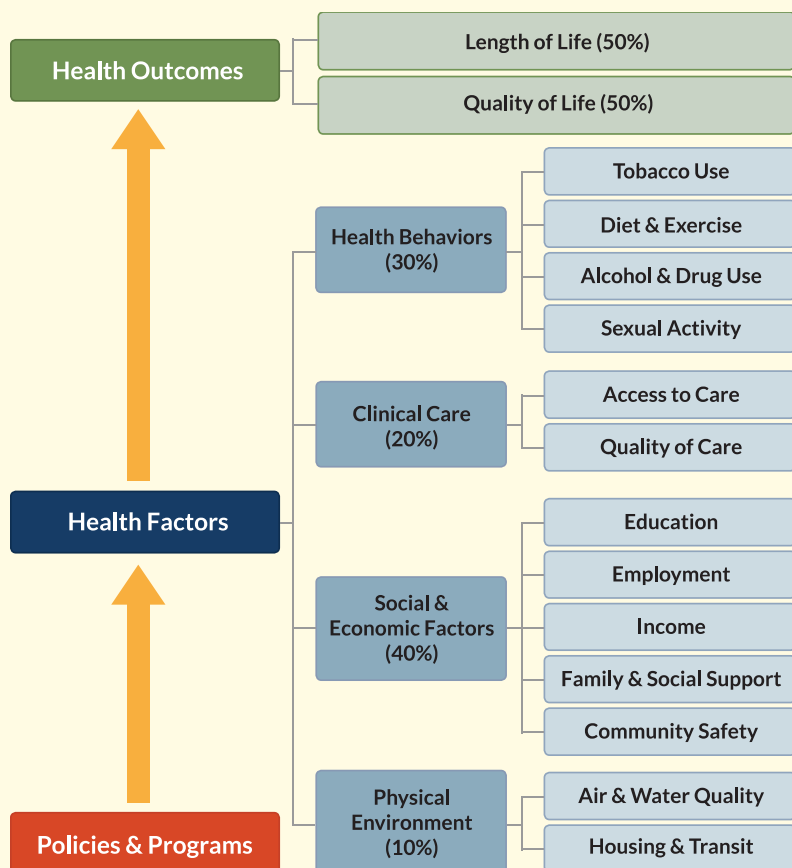 Health Outcomes
Length of Life (50%)
Quality of Life (50%)
Health Behaviors
(30%)
Tobacco Use
Diet & Exercise
Alcohol & Drug Use
Sexual Activity
Clinical Care
(20%)
Access to Care
Quality of Care
Health Factors
Social &
Economic Factors
(40%)
Education
Employment
Income
Family & Social Support
Community Safety
Physical
Environment
(10%)
Air & Water Quality
Housing & Transit
Policies & Programs